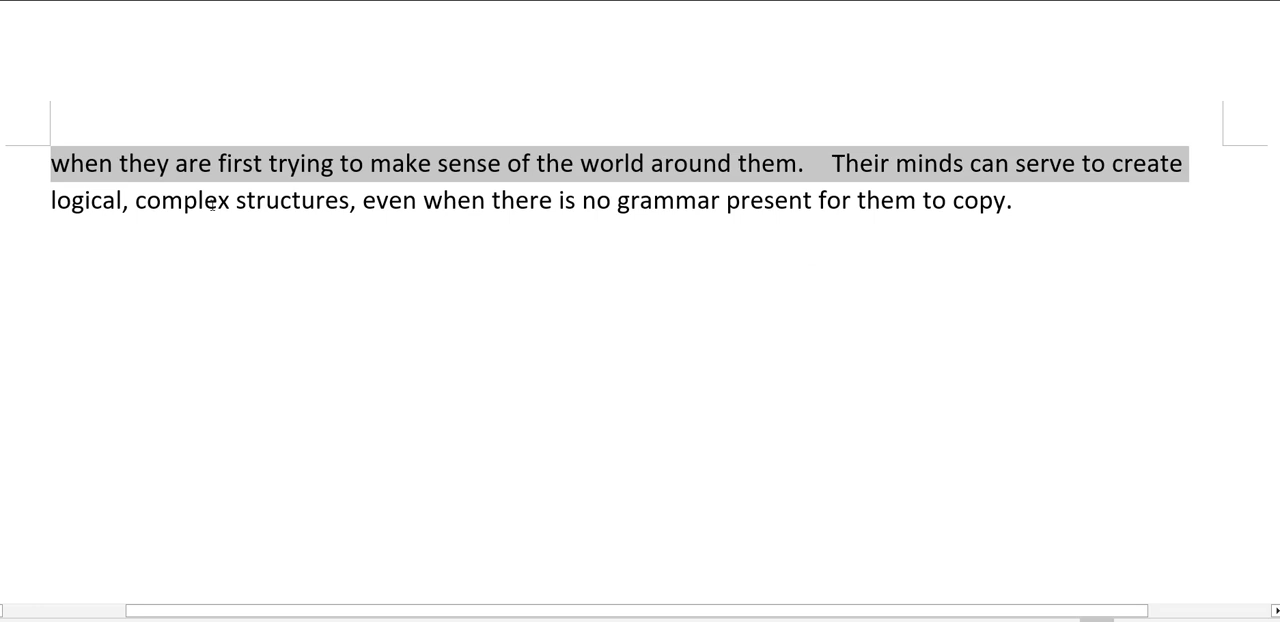 when they are first trying to make sense of the world around them.    Their minds can serve to create
logical, complex structures, even when there is no grammar present for them to copy.